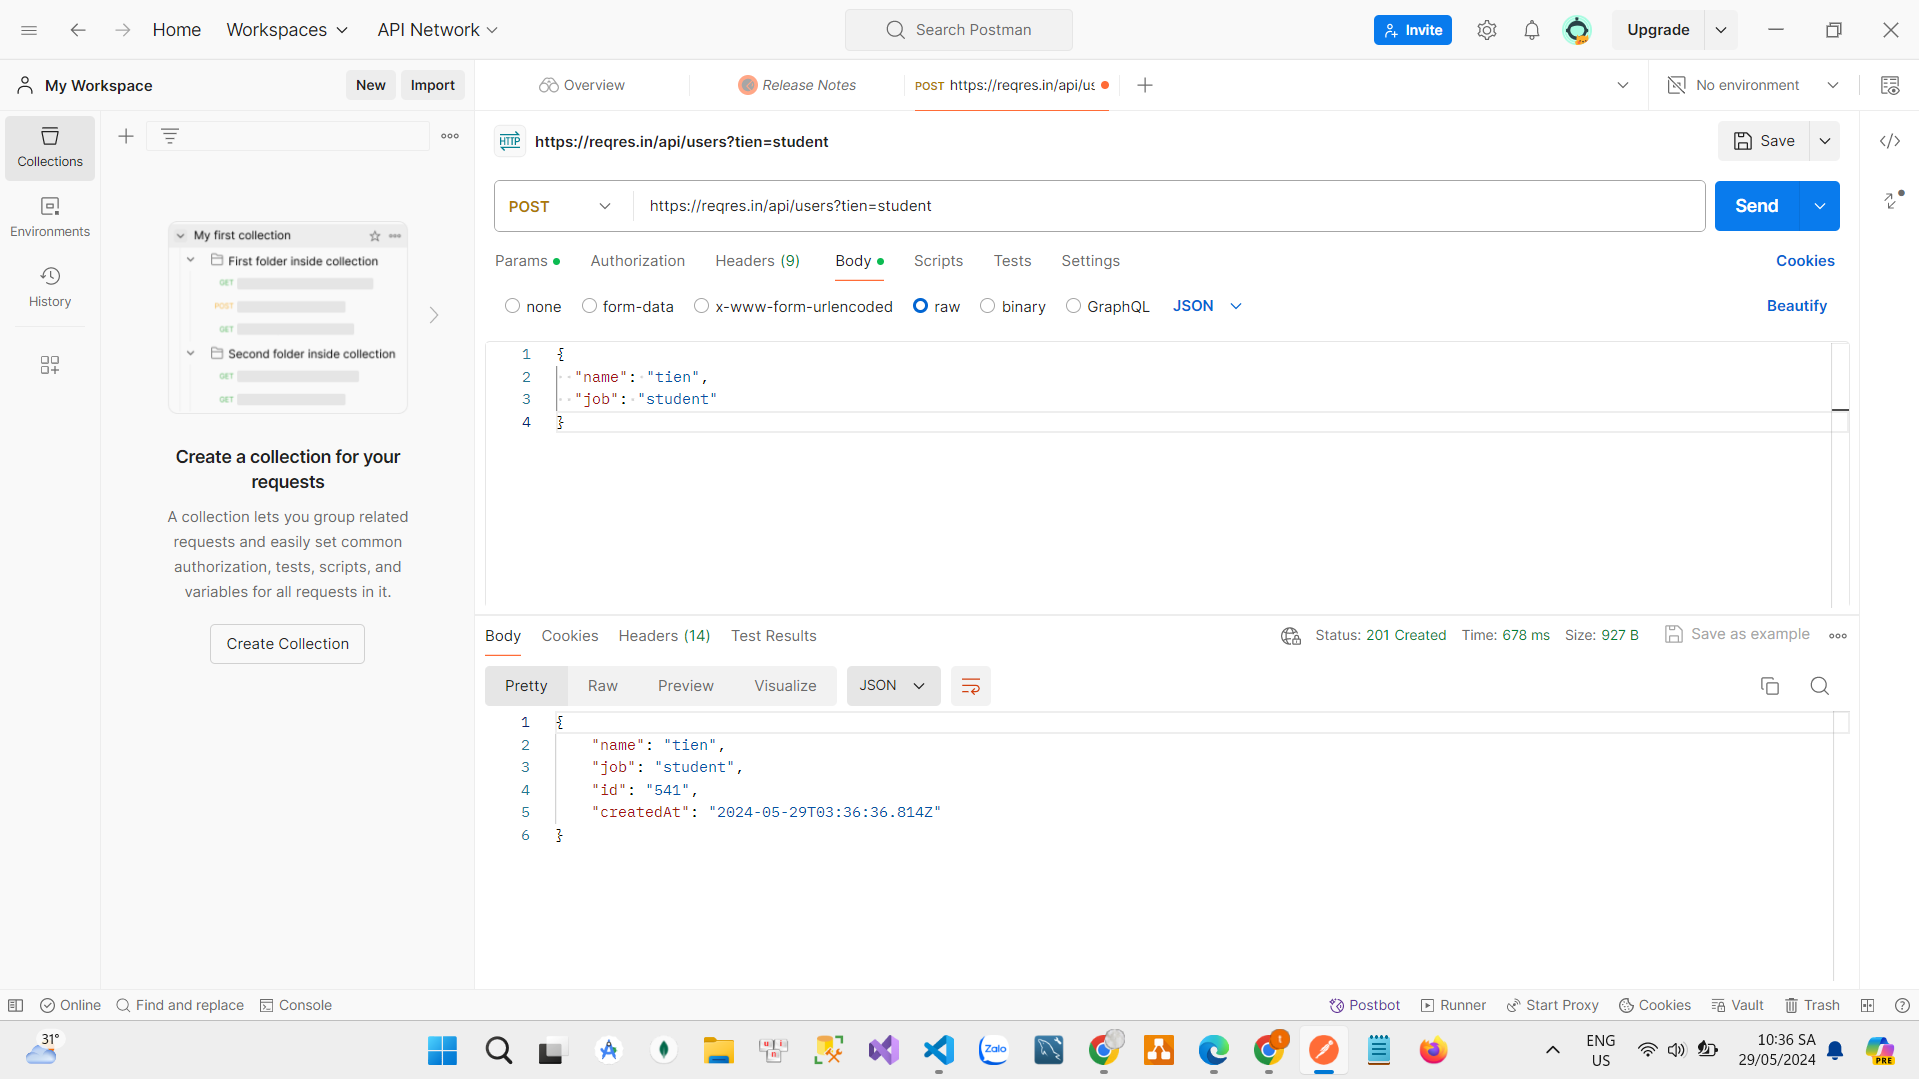 Home
Workspaces
API Network
Search Postman
Invite
Upgrade
My Workspace
New
Import
Overview
Release Notes
POST https://reqres.in/api/us
No environment
Collections
Environments
History
My first collection
First folder inside collection
GET
POST
GET
Second folder inside collection
GET
GET
Create a collection for your
requests
A collection lets you group related
requests and easily set common
authorization, tests, scripts, and
variables for all requests in it.
Create Collection
HTTP https://reqres.in/api/users?tien=student
Save
POST
https://reqres.in/api/users?tien=student
Send
Params
Authorization
Headers (9)
Body
Scripts
Tests
Settings
Cookies
none
form-data
x-www-form-urlencoded
raw
binary
GraphQL
JSON
Beautify
1 {
2 "name": "tien",
3 "job": "student"
4 }
Body
Cookies
Headers (14)
Test Results
Status: 201 Created
Time: 678 ms
Size: 927 B
Save as example
Pretty
Raw
Preview
Visualize
JSON
1 {
2 "name": "tien",
3 "job": "student",
4 "id": "541",
5 "createdAt": "2024-05-29T03:36:36.814Z"
6 }
Online
Find and replace
Console
Postbot
Runner
Start Proxy
Cookies
Vault
Trash
31°
Zalo
t
ENG
US
10:36 SA
29/05/2024
PRE